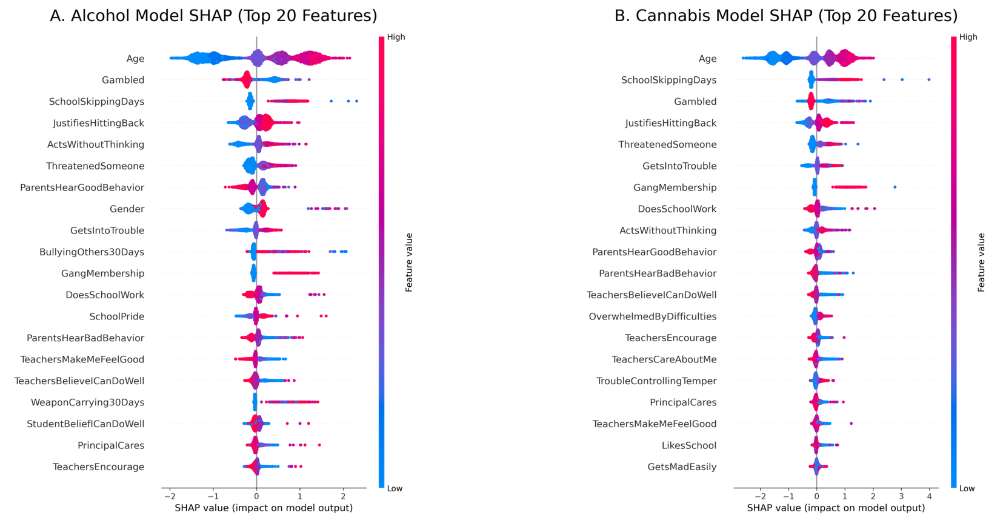 A. Alcohol Model SHAP (Top 20 Features)
High
Age
Gambled
SchoolSkippingDays
JustifiesHittingBack
ActsWithoutThinking
ThreatenedSomeone
ParentsHearGoodBehavior
Gender
GetsIntoTrouble
BullyingOthers30Days
GangMembership
DoesSchoolWork
SchoolPride
ParentsHearBadBehavior
TeachersMakeMeFeelGood
TeachersBelieveICanDoWell
WeaponCarrying30Days
StudentBeliefICanDoWell
PrincipalCares
TeachersEncourage
Feature value
Low
−2 −1 0 1 2
SHAP value (impact on model output)
B. Cannabis Model SHAP (Top 20 Features)
High
Age
SchoolSkippingDays
Gambled
JustifiesHittingBack
ThreatenedSomeone
GetsIntoTrouble
GangMembership
DoesSchoolWork
ActsWithoutThinking
ParentsHearGoodBehavior
ParentsHearBadBehavior
TeachersBelieveICanDoWell
OverwhelmedByDifficulties
TeachersEncourage
TeachersCareAboutMe
TroubleControllingTemper
PrincipalCares
TeachersMakeMeFeelGood
LikesSchool
GetsMadEasily
Feature value
Low
−2 −1 0 1 2 3 4
SHAP value (impact on model output)